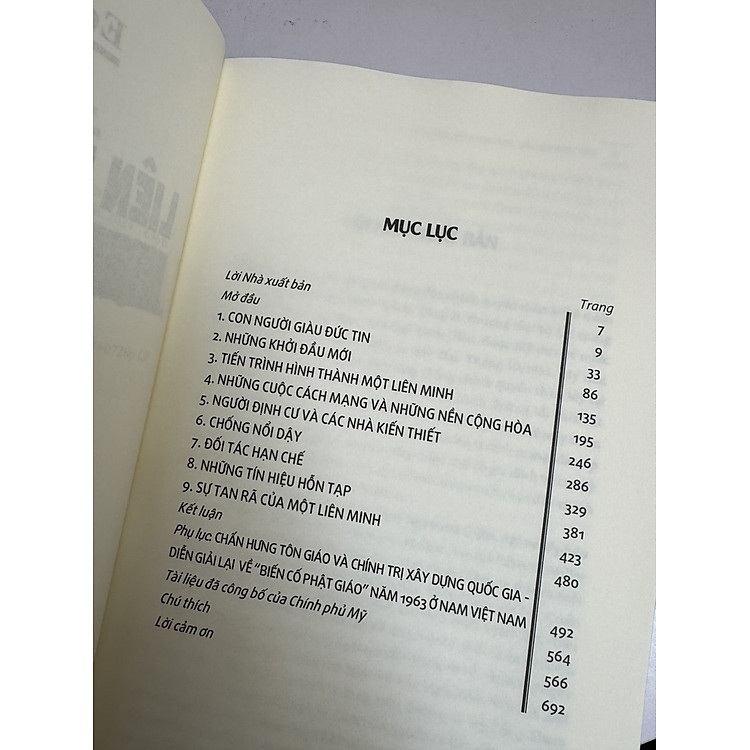 MỤC LỤC
Trang
Lời Nhà xuất bản 7
Mở đầu 9
1. CON NGƯỜI GIÀU ĐỨC TIN 33
2. NHỮNG KHỞI ĐẦU MỚI 86
3. TIẾN TRÌNH HÌNH THÀNH MỘT LIÊN MINH 135
4. NHỮNG CUỘC CÁCH MẠNG VÀ NHỮNG NỀN CỘNG HÒA 195
5. NGƯỜI ĐỊNH CƯ VÀ CÁC NHÀ KIẾN THIẾT 246
6. CHỐNG NỔI DẬY 286
7. ĐỐI TÁC HẠN CHẾ 329
8. NHỮNG TÍN HIỆU HỖN TẠP 381
9. SỰ TAN RÃ CỦA MỘT LIÊN MINH 423
Kết luận 480
Phụ lục: CHẤN HƯNG TÔN GIÁO VÀ CHÍNH TRỊ XÂY DỰNG QUỐC GIA –
DIỄN GIẢI LẠI VỀ "BIẾN CỐ PHẬT GIÁO" NĂM 1963 Ở NAM VIỆT NAM 492
Tài liệu đã công bố của Chính phủ Mỹ 564
Chú thích 566
Lời cảm ơn 692
LIÊN